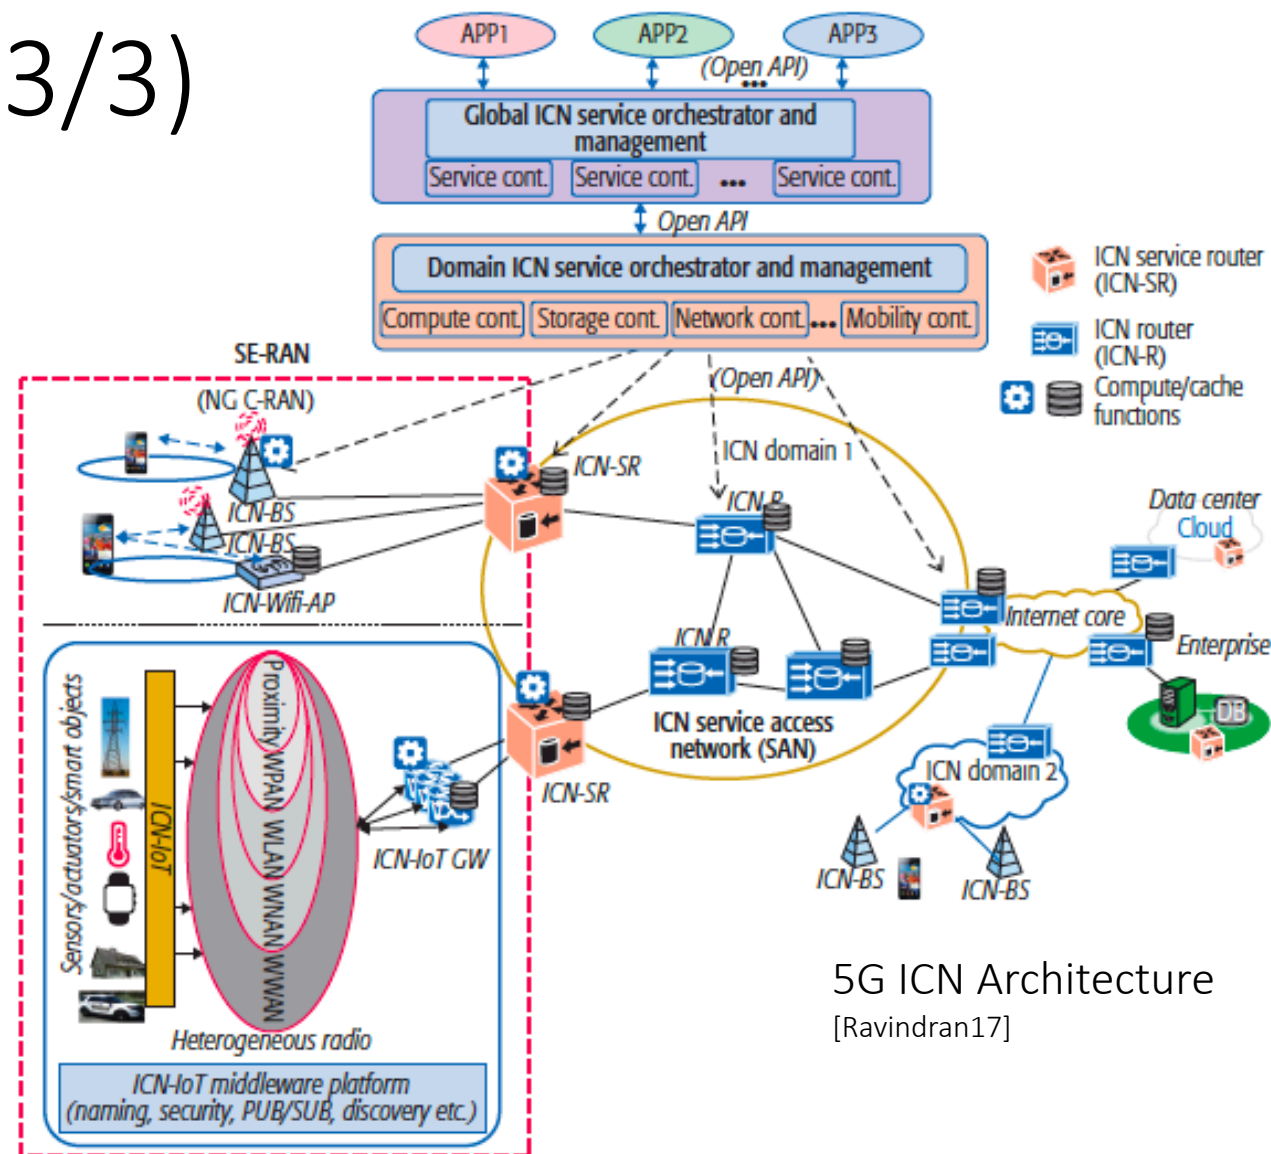 3/3)
APP1
APP2
APP3
(Open API)
...
Global ICN service orchestrator and
management
Service cont.
Service cont.
...
Service cont.
Open API
Domain ICN service orchestrator and management
Compute cont.
Storage cont.
Network cont.
...
Mobility cont.
ICN service router
(ICN-SR)
ICN router
(ICN-R)
Compute/cache
functions
SE-RAN
(NG C-RAN)
(Open API)
ICN domain 1
ICN-SR
ICN-BS
ICN-BS
ICN-Wifi-AP
ICN-R
ICN-R
Data center
Cloud
Internet core
Enterprise
DB
ICN service access
network (SAN)
ICN-SR
ICN domain 2
ICN-BS
ICN-BS
Sensors/actuators/smart objects
ICN-IoT
Proximity
WPAN
WLAN
WNAN
WWAN
ICN-IoT GW
Heterogeneous radio
ICN-IoT middleware platform
(naming, security, PUB/SUB, discovery etc.)
5G ICN Architecture
[Ravindran17]